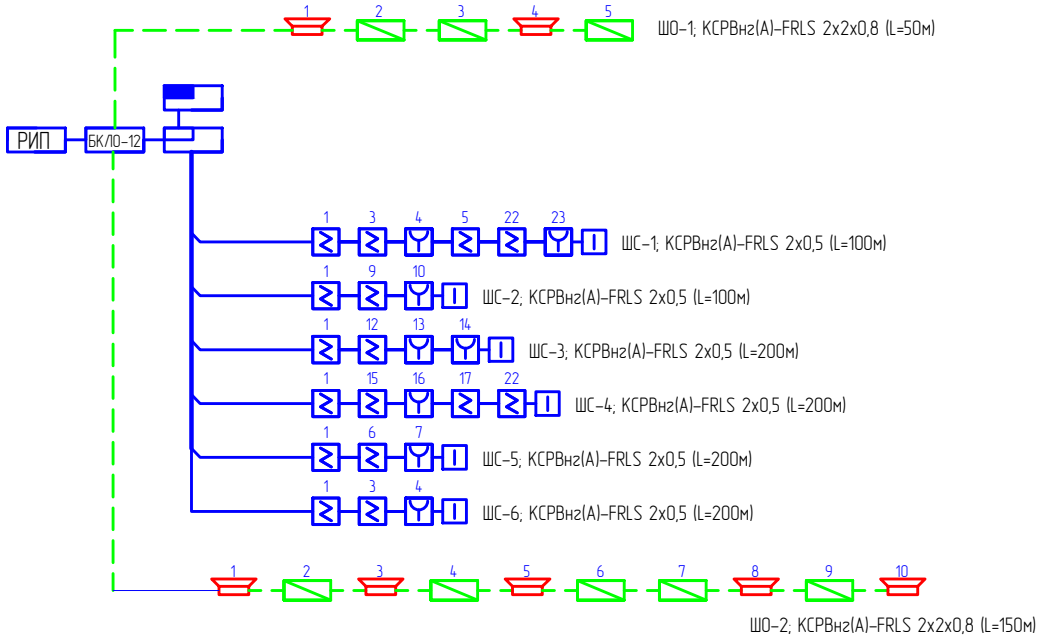 1 2 3 4 5
ШО-1; КСРВнг(А)-FRLS 2х2х0,8 (L=50м)
РИП БК/10-12
1 3 4 5 22 23
ШС-1; КСРВнг(А)-FRLS 2х0,5 (L=100м)
1 9 10
ШС-2; КСРВнг(А)-FRLS 2х0,5 (L=100м)
1 12 13 14
ШС-3; КСРВнг(А)-FRLS 2х0,5 (L=200м)
1 15 16 17 22
ШС-4; КСРВнг(А)-FRLS 2х0,5 (L=200м)
1 6 7
ШС-5; КСРВнг(А)-FRLS 2х0,5 (L=200м)
1 3 4
ШС-6; КСРВнг(А)-FRLS 2х0,5 (L=200м)
1 2 3 4 5 6 7 8 9 10
ШО-2; КСРВнг(А)-FRLS 2х2х0,8 (L=150м)